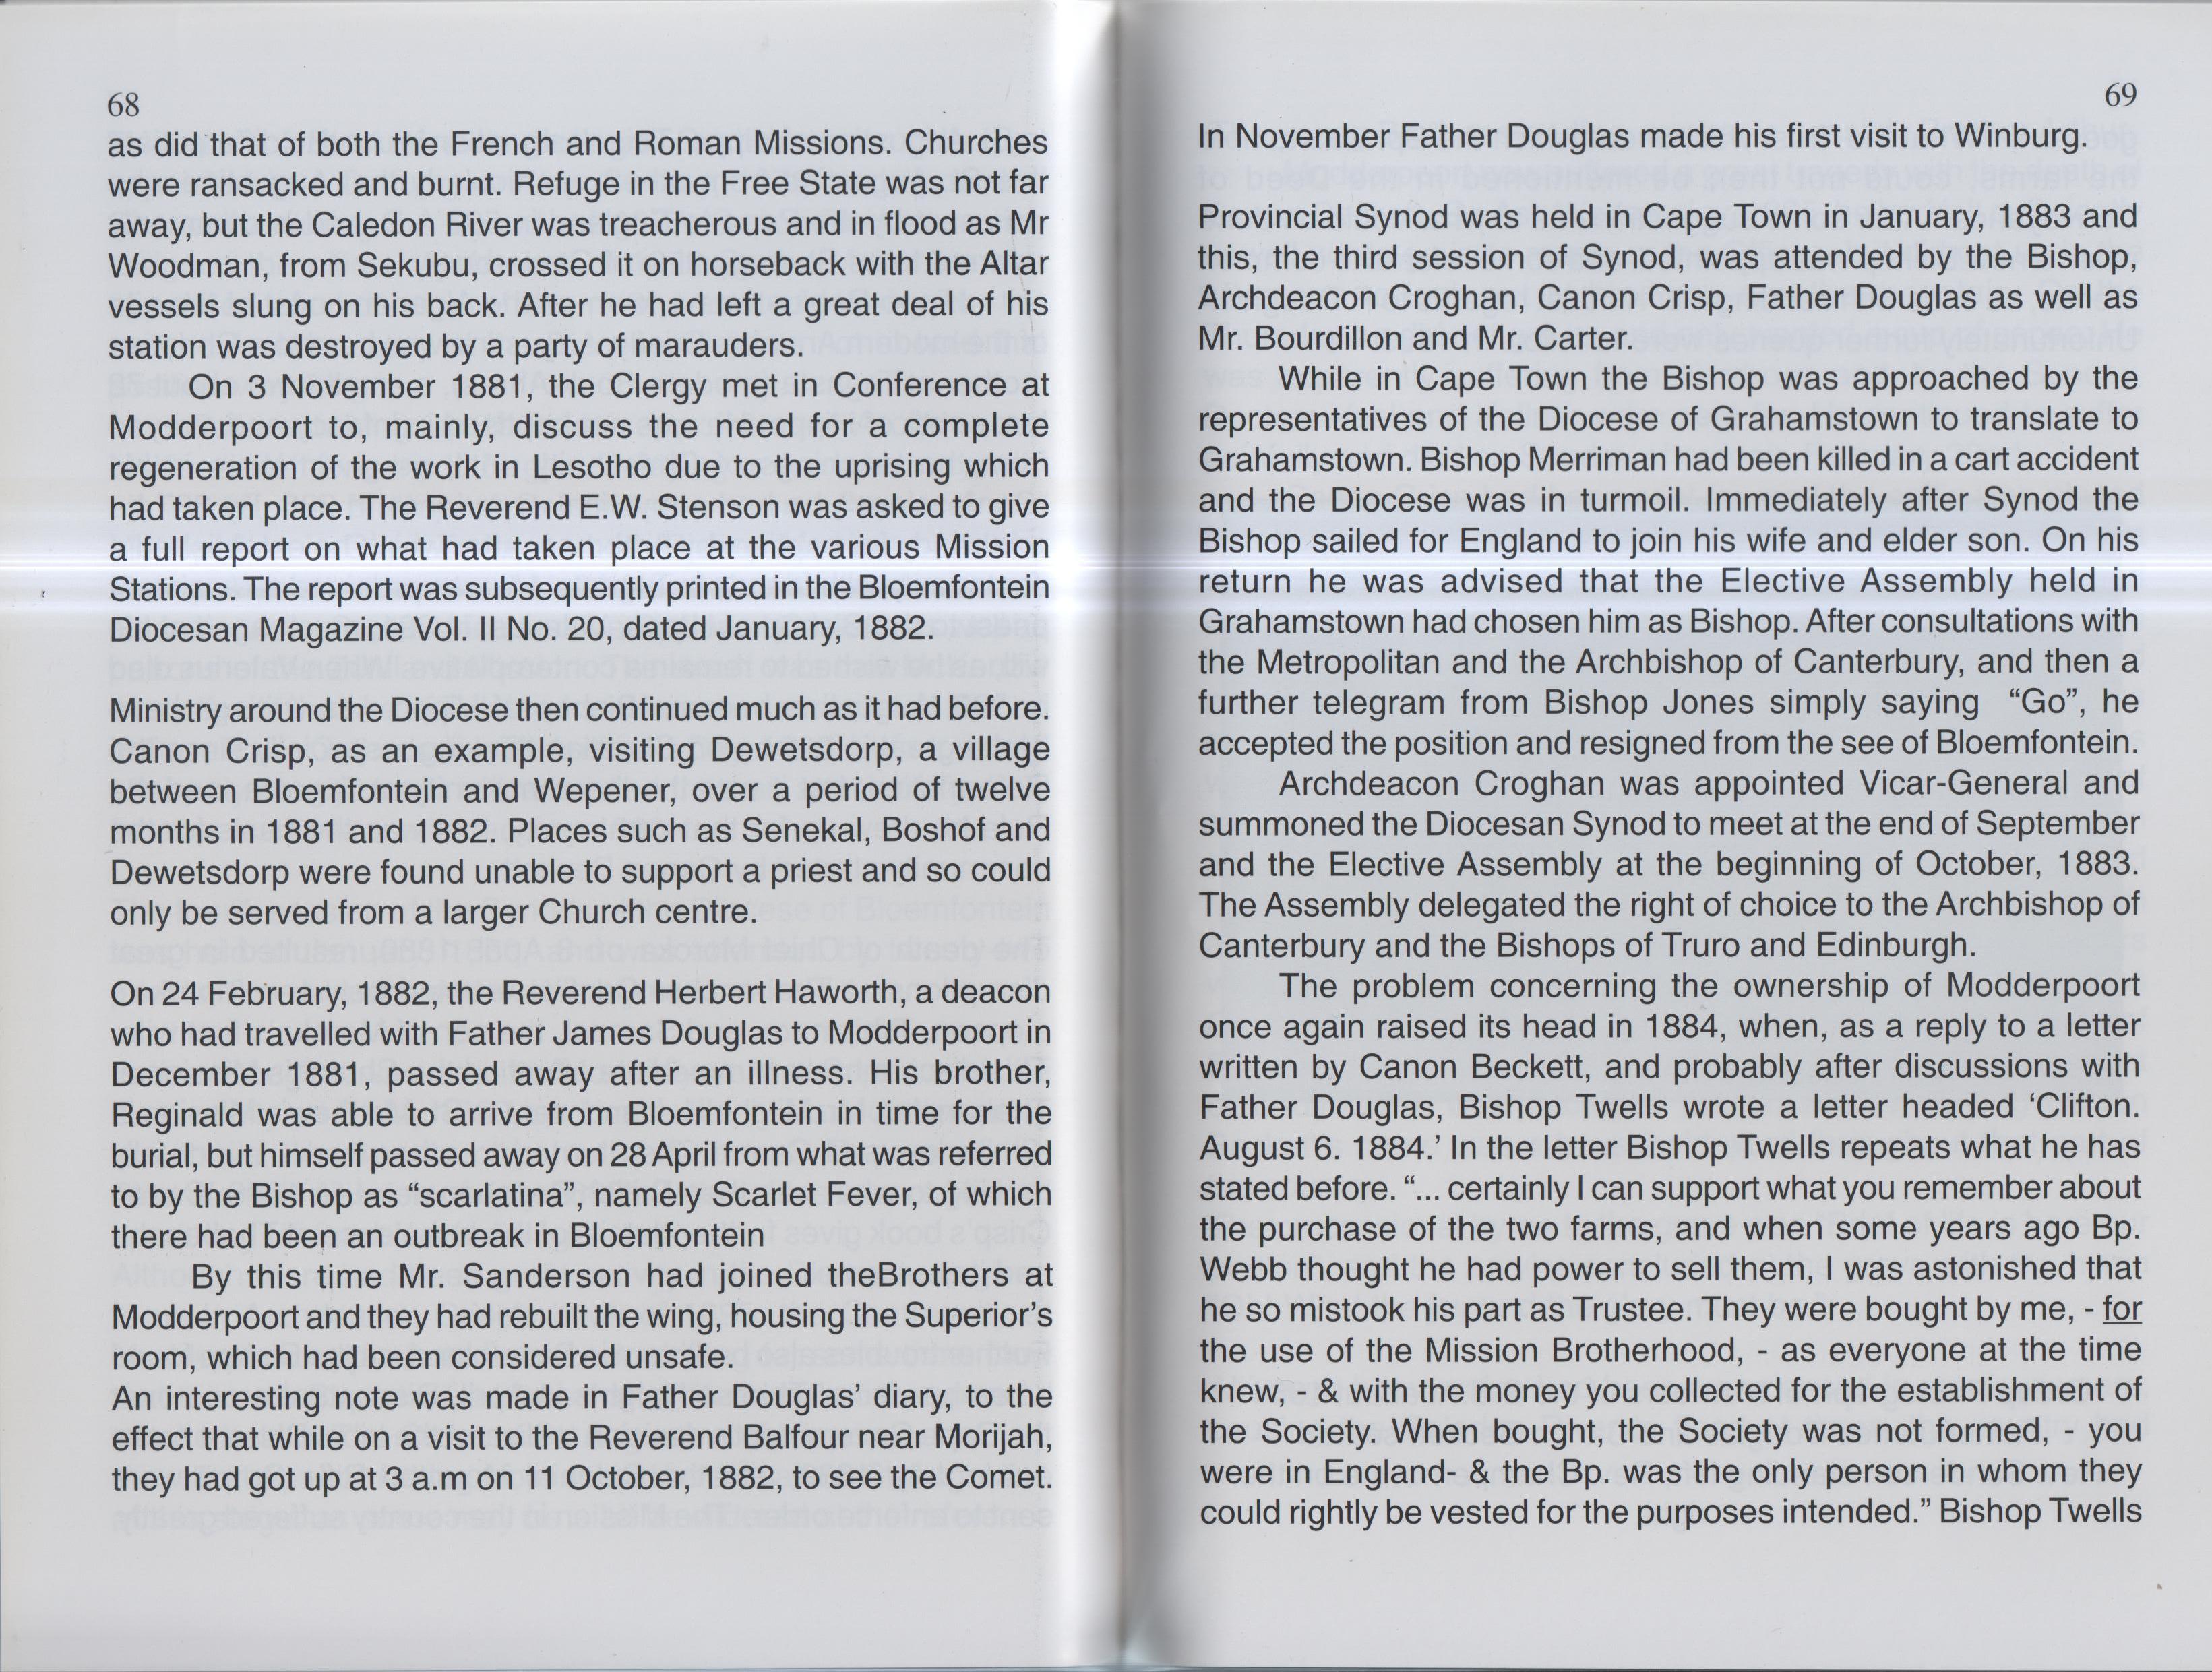 68
as did that of both the French and Roman Missions. Churches
were ransacked and burnt. Refuge in the Free State was not far
away, but the Caledon River was treacherous and in flood as Mr
Woodman, from Sekubu, crossed it on horseback with the Altar
vessels slung on his back. After he had left a great deal of his
station was destroyed by a party of marauders.
On 3 November 1881, the Clergy met in Conference at
Modderpoort to, mainly, discuss the need for a complete
regeneration of the work in Lesotho due to the uprising which
had taken place. The Reverend E.W. Stenson was asked to give
a full report on what had taken place at the various Mission
Stations. The report was subsequently printed in the Bloemfontein
Diocesan Magazine Vol. II No. 20, dated January, 1882.
Ministry around the Diocese then continued much as it had before.
Canon Crisp, as an example, visiting Dewetsdorp, a village
between Bloemfontein and Wepener, over a period of twelve
months in 1881 and 1882. Places such as Senekal, Boshof and
Dewetsdorp were found unable to support a priest and so could
only be served from a larger Church centre.
On 24 February, 1882, the Reverend Herbert Haworth, a deacon
who had travelled with Father James Douglas to Modderpoort in
December 1881, passed away after an illness. His brother,
Reginald was able to arrive from Bloemfontein in time for the
burial, but himself passed away on 28 April from what was referred
to by the Bishop as “scarlatina”, namely Scarlet Fever, of which
there had been an outbreak in Bloemfontein
By this time Mr. Sanderson had joined theBrothers at
Modderpoort and they had rebuilt the wing, housing the Superior’s
room, which had been considered unsafe.
An interesting note was made in Father Douglas’ diary, to the
effect that while on a visit to the Reverend Balfour near Morijah,
they had got up at 3 a.m on 11 October, 1882, to see the Comet.
69
In November Father Douglas made his first visit to Winburg.
Provincial Synod was held in Cape Town in January, 1883 and
this, the third session of Synod, was attended by the Bishop,
Archdeacon Croghan, Canon Crisp, Father Douglas as well as
Mr. Bourdillon and Mr. Carter.
While in Cape Town the Bishop was approached by the
representatives of the Diocese of Grahamstown to translate to
Grahamstown. Bishop Merriman had been killed in a cart accident
and the Diocese was in turmoil. Immediately after Synod the
Bishop sailed for England to join his wife and elder son. On his
return he was advised that the Elective Assembly held in
Grahamstown had chosen him as Bishop. After consultations with
the Metropolitan and the Archbishop of Canterbury, and then a
further telegram from Bishop Jones simply saying “Go”, he
accepted the position and resigned from the see of Bloemfontein.
Archdeacon Croghan was appointed Vicar-General and
summoned the Diocesan Synod to meet at the end of September
and the Elective Assembly at the beginning of October, 1883.
The Assembly delegated the right of choice to the Archbishop of
Canterbury and the Bishops of Truro and Edinburgh.
The problem concerning the ownership of Modderpoort
once again raised its head in 1884, when, as a reply to a letter
written by Canon Beckett, and probably after discussions with
Father Douglas, Bishop Twells wrote a letter headed ‘Clifton.
August 6. 1884.’ In the letter Bishop Twells repeats what he has
stated before. “... certainly I can support what you remember about
the purchase of the two farms, and when some years ago Bp.
Webb thought he had power to sell them, I was astonished that
he so mistook his part as Trustee. They were bought by me, - for
the use of the Mission Brotherhood, - as everyone at the time
knew, - & with the money you collected for the establishment of
the Society. When bought, the Society was not formed, - you
were in England- & the Bp. was the only person in whom they
could rightly be vested for the purposes intended.” Bishop Twells